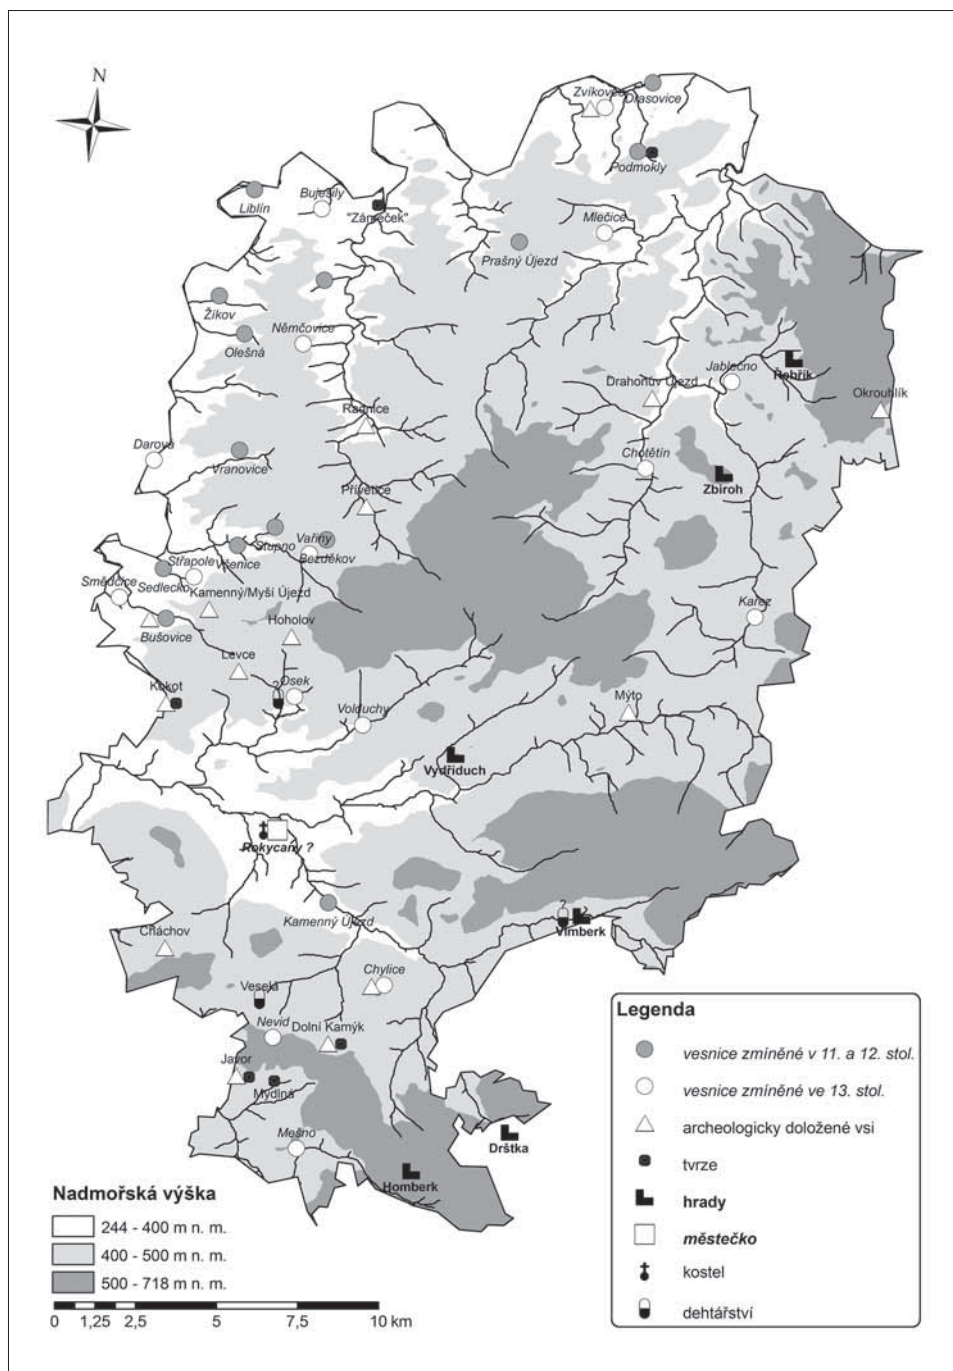 N
Zvíkovec
Drasovice
Podmokly
Liblín
Bujesily
"Zámeček"
Mlečice
Prašný Újezd
Žikov
Němčovice
Olešná
Jablečno
Řebřík
Drahoňův Újezd
Okrouhlík
Radnice
Darová
Vranovice
Chotětín
Zbiroh
Přívětice
Stupno
Vařiny
Všenice
Bezděkov
Střapole
Smědčice
Sedlecko
Kamenný/Myší Újezd
Karez
Bušovice
Hoholov
Levce
Kokot
?
Osek
Mýto
Volduchy
Vydřiduch
Rokycany ?
Kamenný Újezd
?
?
Vimberk
Cháchov
Chylice
Veselá
Nevid
Dolní Kamýk
Javor
Mydlná
Mešno
Drštka
Homberk
Legenda
vesnice zmíněné v 11. a 12. stol.
vesnice zmíněné ve 13. stol.
archeologicky doložené vsi
tvrze
hrady
městečko
kostel
dehtářství
Nadmořská výška
244 - 400 m n. m.
400 - 500 m n. m.
500 - 718 m n. m.
0 1,25 2,5 5 7,5 10 km